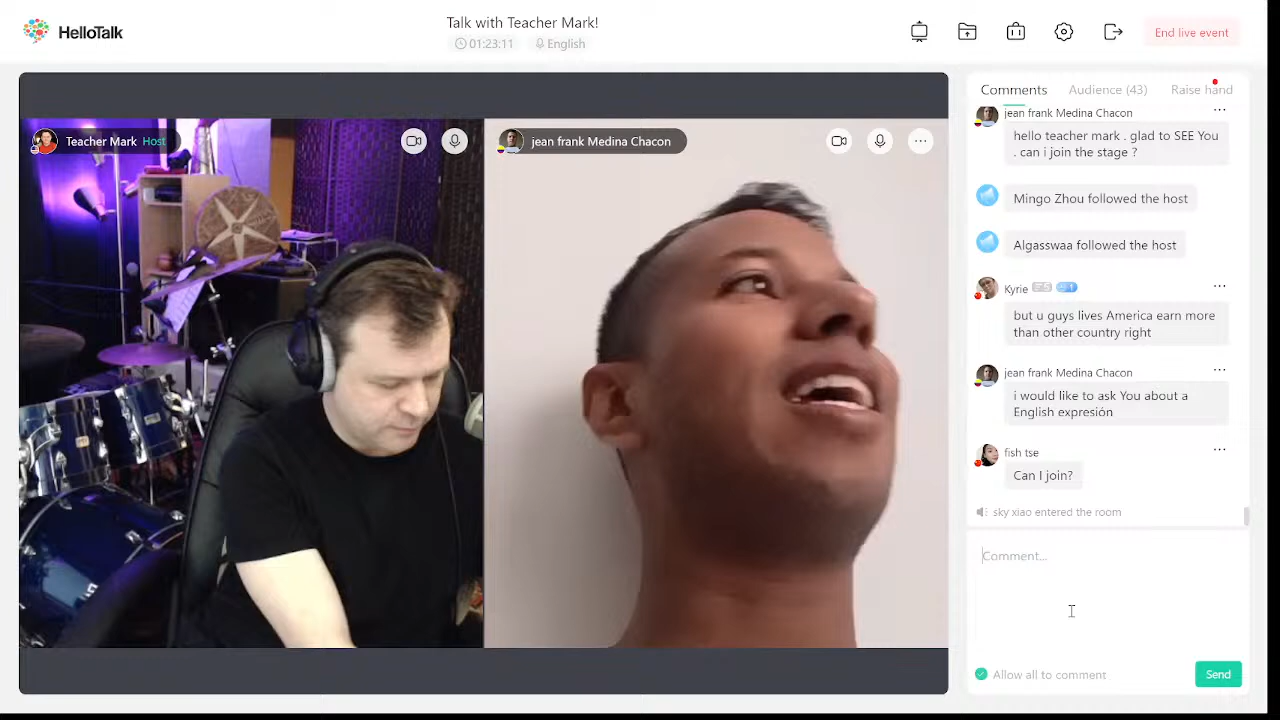 HelloTalk
Talk with Teacher Mark!
01:23:11
English
End live event
Teacher Mark Host
jean frank Medina Chacon
Comments
Audience (43)
Raise hand
jean frank Medina Chacon
hello teacher mark . glad to SEE You
. can i join the stage ?
Mingo Zhou followed the host
Algasswaa followed the host
Kyrie
but u guys lives America earn more
than other country right
jean frank Medina Chacon
i would like to ask You about a
English expresión
fish tse
Can I join?
sky xiao entered the room
Comment...
Allow all to comment
Send